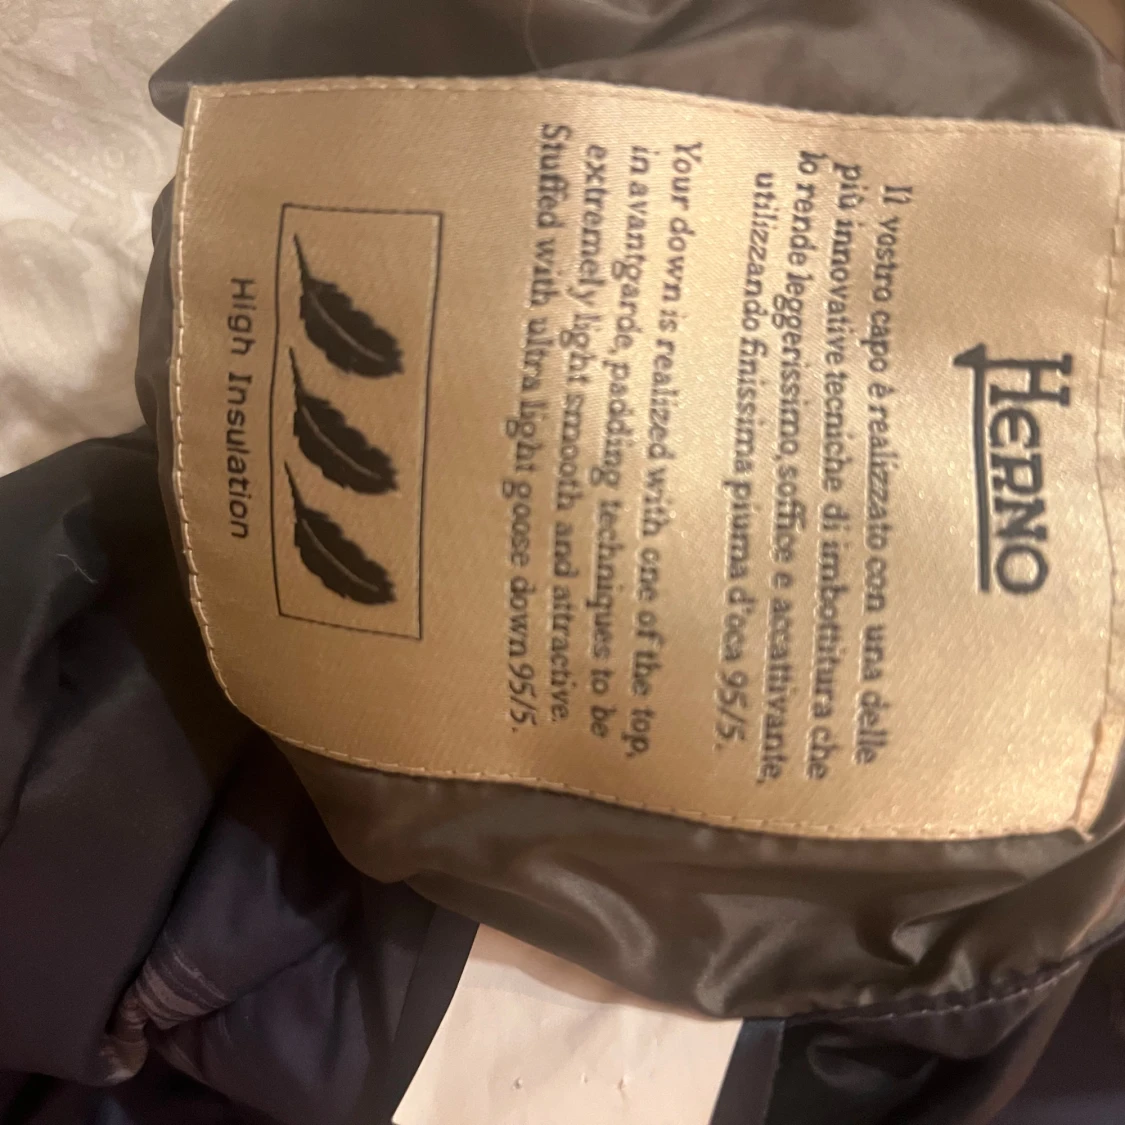 HERNO
Il vostro capo è realizzato con una delle
più innovative tecniche di imbottitura che
lo rende leggerissimo, soffice e accattivante,
utilizzando finissima piuma d'oca 95/5.
Your down is realized with one of the top,
in avantgarde, padding techniques to be
extremely light smooth and attractive.
Stuffed with ultra light goose down 95/5.
High Insulation